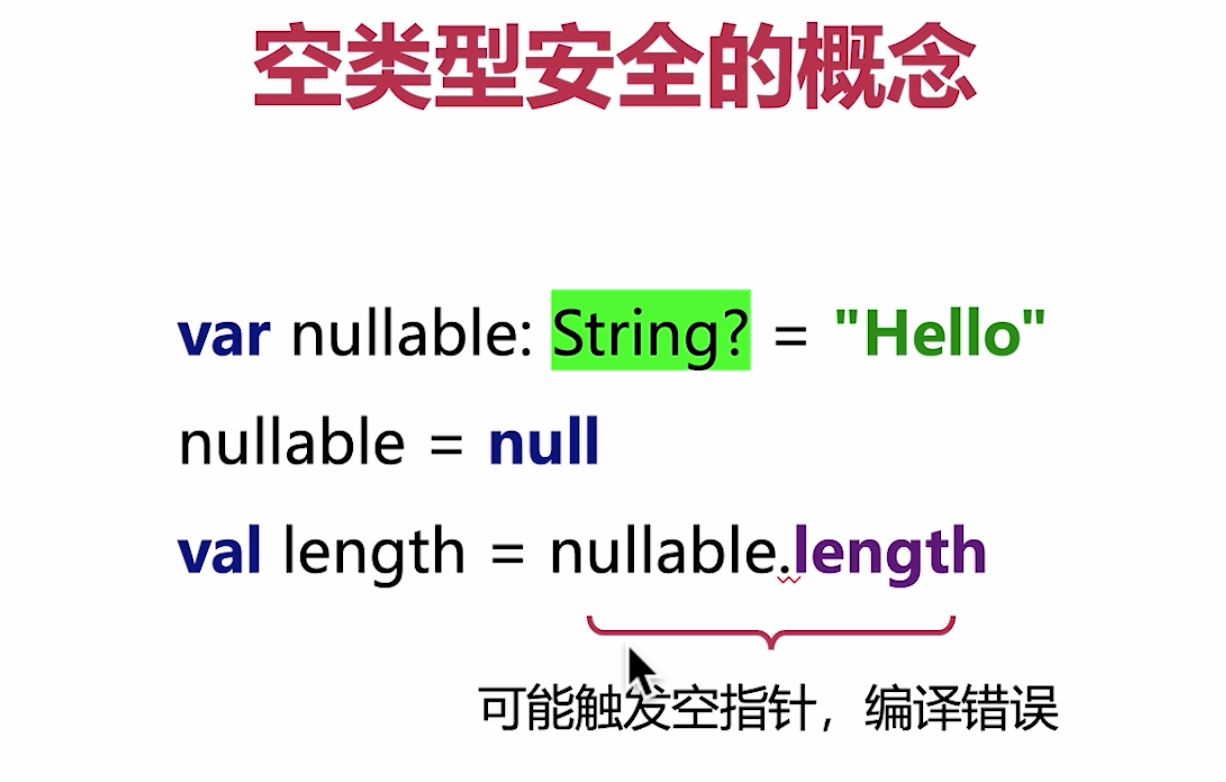 空类型安全的概念
var nullable: String? = "Hello"
nullable = null
val length = nullable.length
可能触发空指针，编译错误